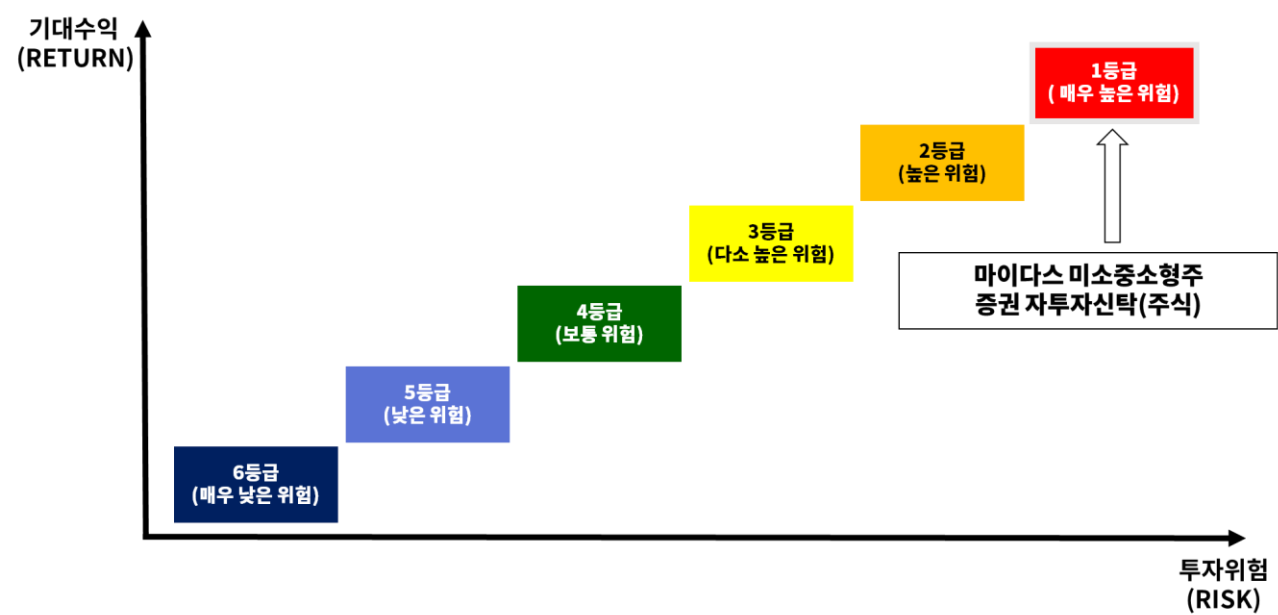 기대수익
(RETURN)
1등급
( 매우 높은 위험)
2등급
(높은 위험)
3등급
(다소 높은 위험)
마이다스 미소중소형주
증권 자투자신탁(주식)
4등급
(보통 위험)
5등급
(낮은 위험)
6등급
(매우 낮은 위험)
투자위험
(RISK)